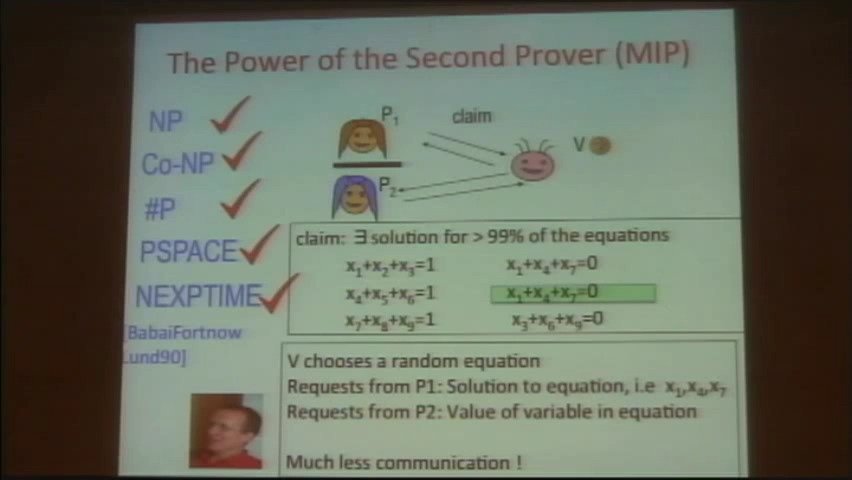 The Power of the Second Prover (MIP)
NP
Co-NP
#P
PSPACE
NEXPTIME
[BabaiFortnow
Lund90]
P1
claim
V
P2
claim: ∃ solution for > 99% of the equations
x1+x2+x3=1 x1+x4+x7=0
x4+x5+x6=1 x1+x4+x7=0
x7+x8+x9=1 x3+x6+x9=0
V chooses a random equation
Requests from P1: Solution to equation, i.e x1,x4,x7
Requests from P2: Value of variable in equation
Much less communication !